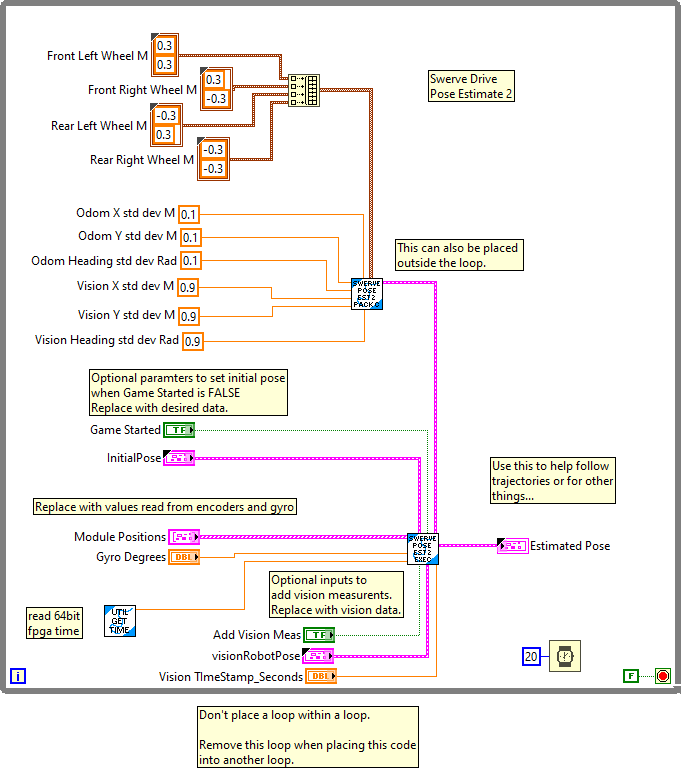 Front Left Wheel M
0.3
0.3
Front Right Wheel M
0.3
-0.3
Rear Left Wheel M
-0.3
0.3
Rear Right Wheel M
-0.3
-0.3
Swerve Drive
Pose Estimate 2
Odom X std dev M 0.1
Odom Y std dev M 0.1
Odom Heading std dev Rad 0.1
Vision X std dev M 0.9
Vision Y std dev M 0.9
Vision Heading std dev Rad 0.9
This can also be placed
outside the loop.
SWERVE
POSE
EST2
PACK C
Optional paramters to set initial pose
when Game Started is FALSE
Replace with desired data.
Game Started TF
InitialPose
Use this to help follow
trajectories or for other
things...
Replace with values read from encoders and gyro
Module Positions
Gyro Degrees DBL
SWERVE
POSE
EST2
EXEC
Estimated Pose
Optional inputs to
add vision measurents.
Replace with vision data.
read 64bit
fpga time
UTIL
GET
TIME
Add Vision Meas TF
visionRobotPose
Vision TImeStamp_Seconds DBL
20
i
F
Don't place a loop within a loop.
Remove this loop when placing this code
into another loop.